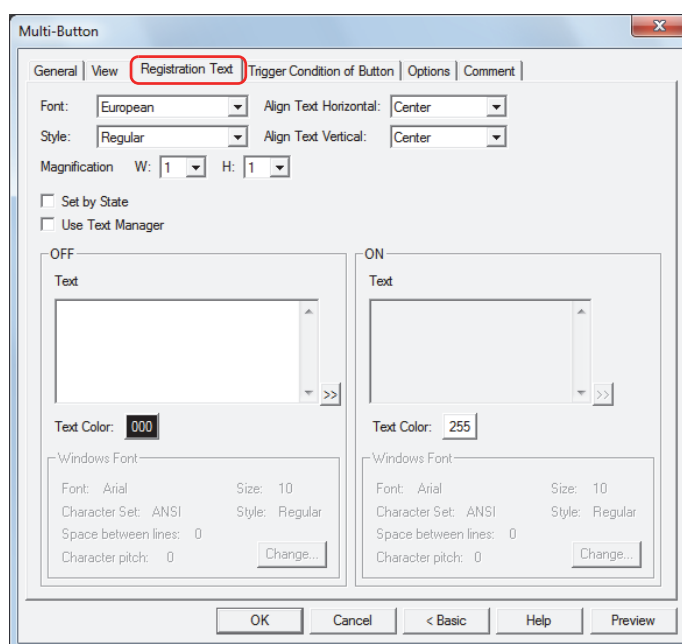 Multi-Button
General View Registration Text Trigger Condition of Button Options Comment
Font: European Align Text Horizontal: Center
Style: Regular Align Text Vertical: Center
Magnification W: 1 H: 1
Set by State
Use Text Manager
OFF
Text
>>
Text Color: 000
Windows Font
Font: Arial Size: 10
Character Set: ANSI Style: Regular
Space between lines: 0
Character pitch: 0 Change...
ON
Text
>>
Text Color: 255
Windows Font
Font: Arial Size: 10
Character Set: ANSI Style: Regular
Space between lines: 0
Character pitch: 0 Change...
OK Cancel < Basic Help Preview